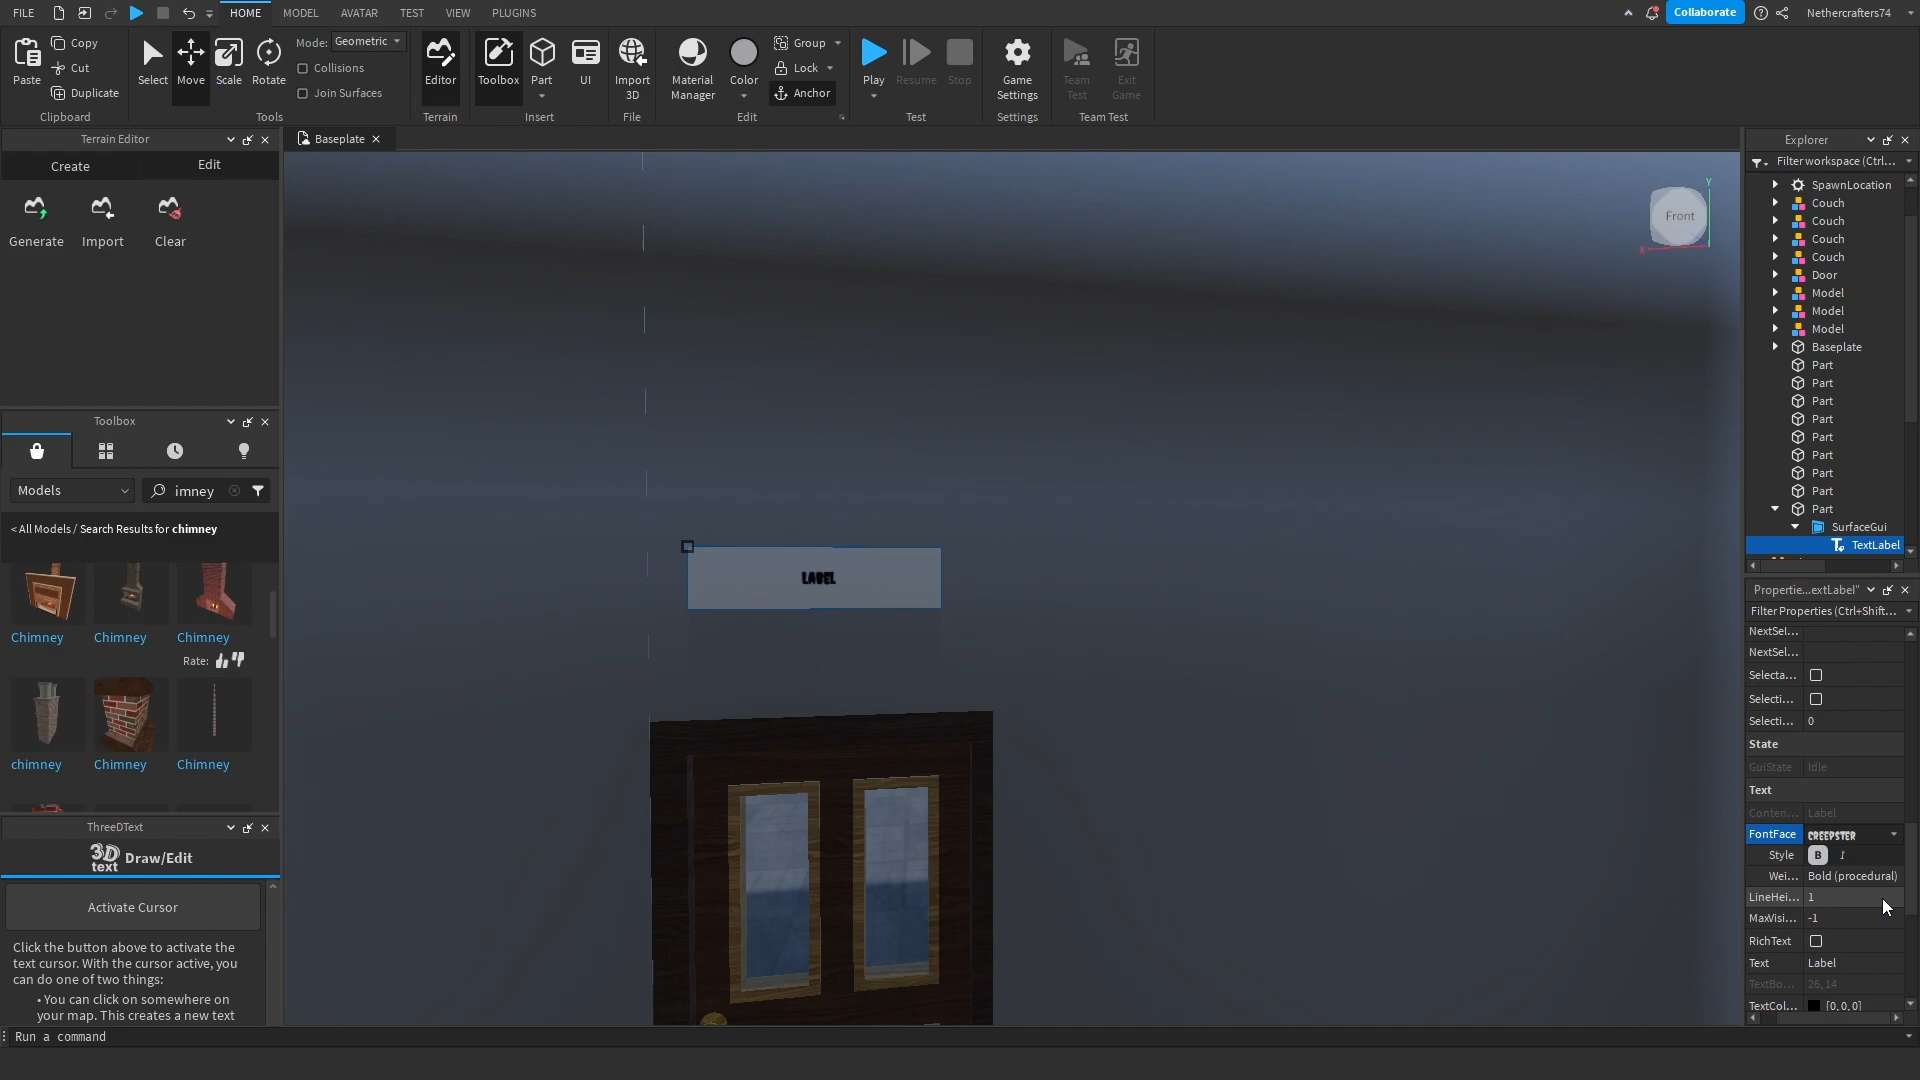 FILE HOME MODEL AVATAR TEST VIEW PLUGINS Collaborate Nethercrafters74
Paste Copy Cut Duplicate Clipboard
Select Move Scale Rotate Mode: Geometric Collisions Join Surfaces Tools
Editor Terrain
Toolbox Part UI Insert
Import 3D File
Material Manager Color Group Lock Anchor Edit
Play Resume Stop Test
Game Settings Settings
Team Test Exit Game Team Test
Terrain Editor
Create Edit
Generate Import Clear
Toolbox
Models imney
< All Models / Search Results for chimney
Chimney Chimney Chimney
Rate:
chimney Chimney Chimney
ThreeDText
3D text Draw/Edit
Activate Cursor
Click the button above to activate the
text cursor. With the cursor active, you
can do one of two things:
• You can click on somewhere on
your map. This creates a new text
Run a command
Baseplate
Front
Y
X
LABEL
Explorer
Filter workspace (Ctrl...
SpawnLocation
Couch
Couch
Couch
Couch
Door
Model
Model
Model
Baseplate
Part
Part
Part
Part
Part
Part
Part
Part
Part
SurfaceGui
TextLabel
Propertie...extLabel"
Filter Properties (Ctrl+Shift...
NextSel...
NextSel...
Selecta...
Selecti...
Selecti... 0
State
GuiState Idle
Text
Conten... Label
FontFace CREEPSTER
Style B I
Wei... Bold (procedural)
LineHei... 1
MaxVisi... -1
RichText
Text Label
TextBo... 26, 14
TextCol... [0, 0, 0]